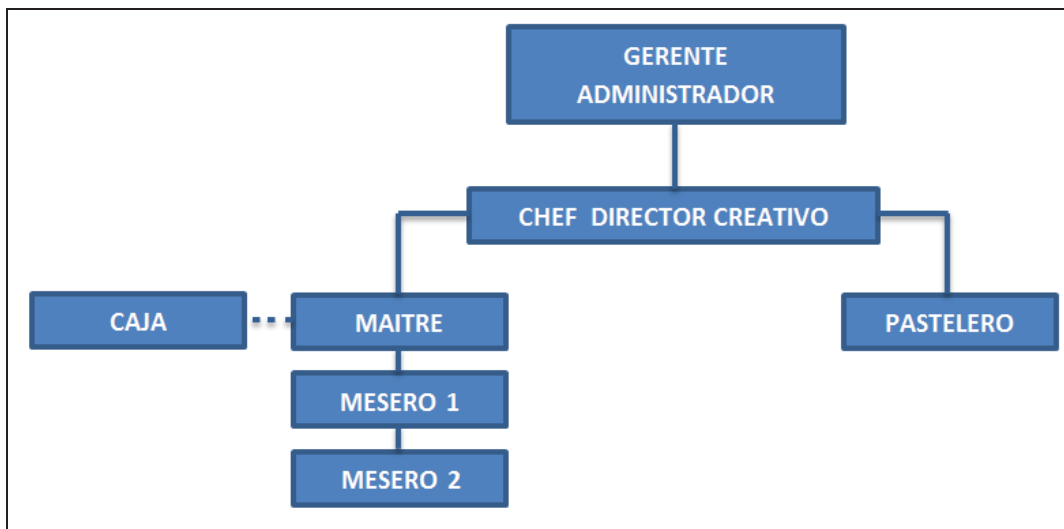 GERENTE
ADMINISTRADOR
CHEF DIRECTOR CREATIVO
CAJA
MAITRE
PASTELERO
MESERO 1
MESERO 2